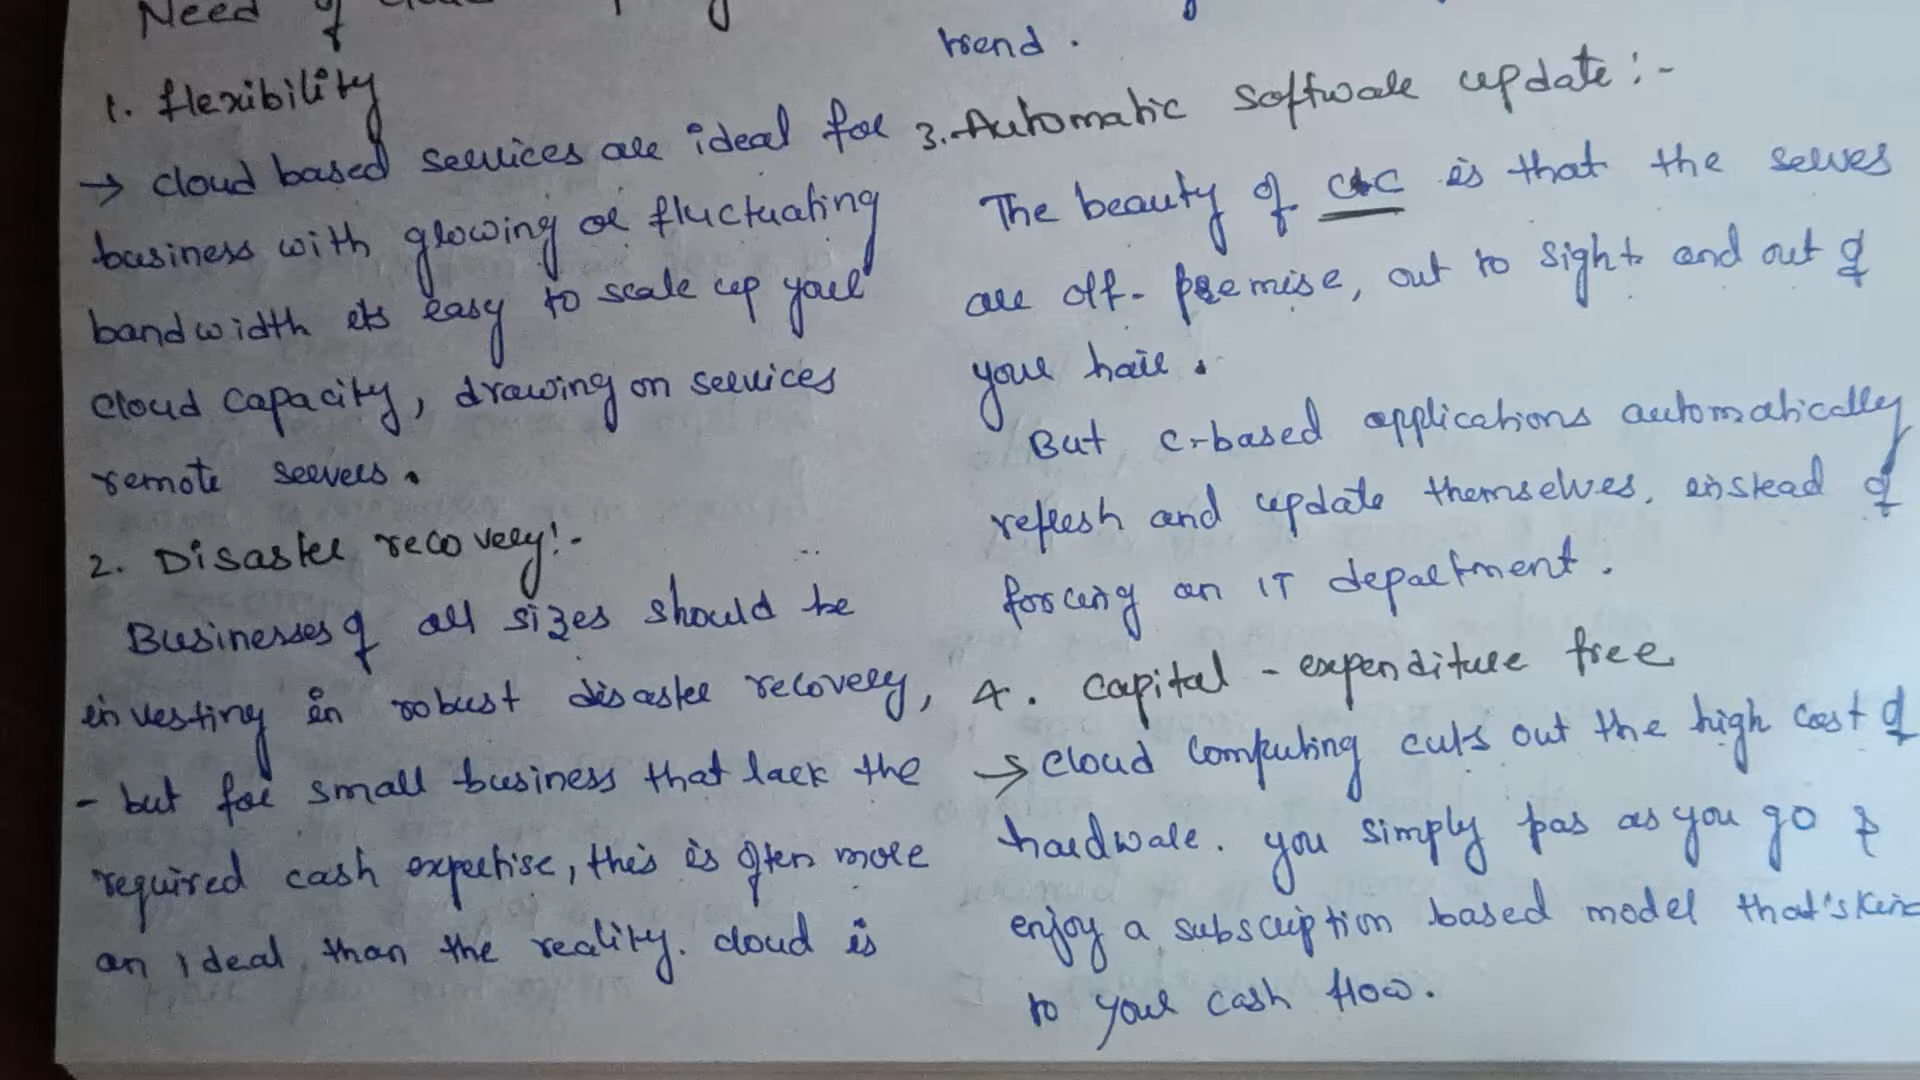 Need of
1. flexibility
→ cloud based services are ideal for
business with growing or fluctuating
bandwidth its easy to scale up your
cloud capacity, drawing on services
remote servers.
2. Disaster recovery:-
Businesses of all sizes should be
investing in robust disaster recovery,
- but for small business that lack the
required cash expertise, this is often more
an ideal than the reality. cloud is
trend.
3. Automatic software update:-
The beauty of C-C is that the serves
are off-premise, out to sight and out of
your hair.
But c-based applications automatically
refresh and update themselves, instead of
forcing an IT department.
4. Capital - expenditure free
→ cloud computing cuts out the high cost of
hardware. you simply pas as you go &
enjoy a subscription based model that's kind
to your cash flow.